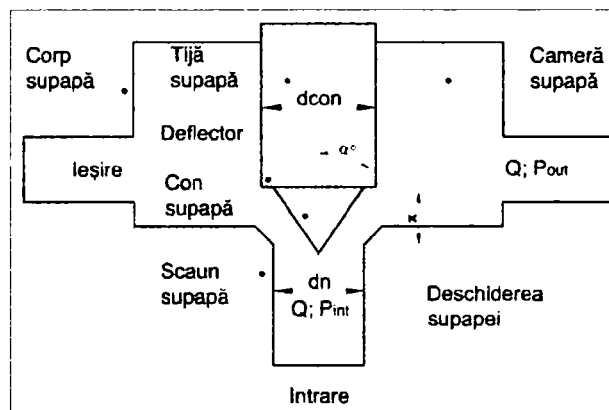 Corp
supapă
Tijă
supapă
Cameră
supapă
dcon
Deflector
α°
Ieșire
Q; Pout
Con
supapă
x
Scaun
supapă
dn
Q; Pint
Deschiderea
supapei
Intrare